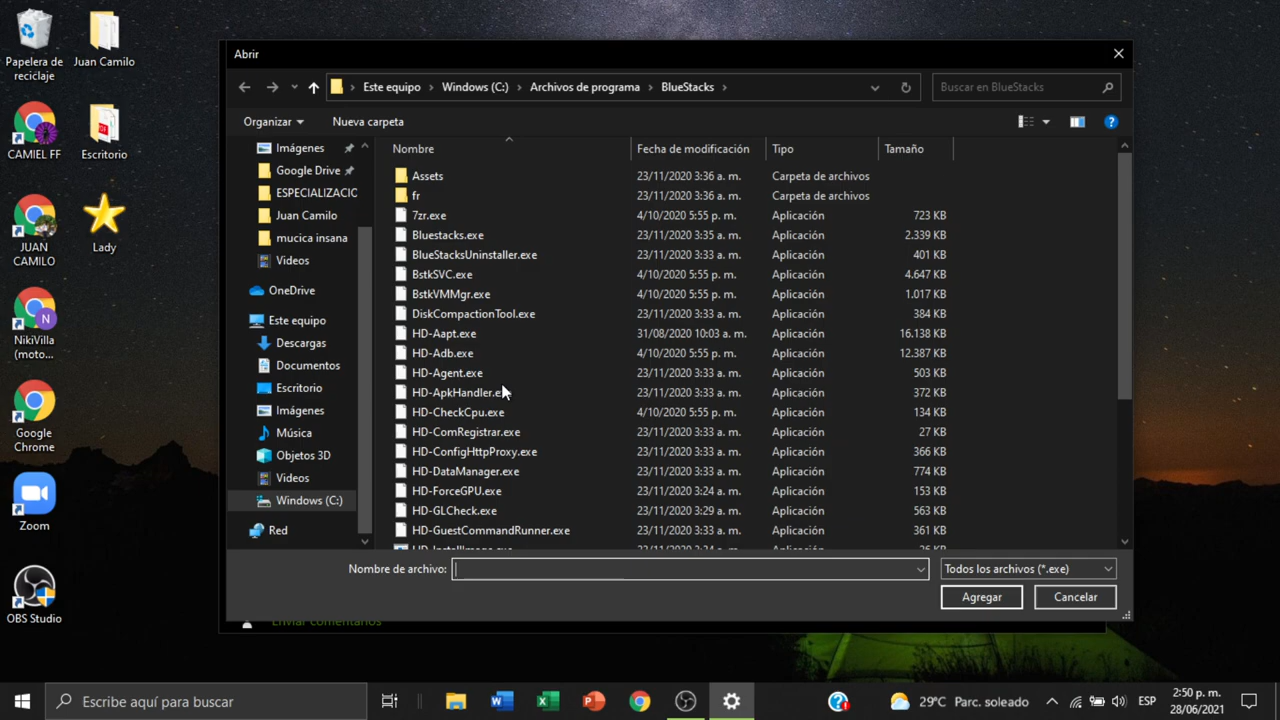 Papelera de
reciclaje
Juan Camilo
CAMIEL FF
Escritorio
JUAN
CAMILO
Lady
NikiVilla
(moto...
Google
Chrome
Zoom
OBS Studio
Abrir
Este equipo
Windows (C:)
Archivos de programa
BlueStacks
Buscar en BlueStacks
Organizar
Nueva carpeta
Imágenes
Google Drive
ESPECIALIZACIC
Juan Camilo
mucica insana
Videos
OneDrive
Este equipo
Descargas
Documentos
Escritorio
Imágenes
Música
Objetos 3D
Videos
Windows (C:)
Red
Nombre Fecha de modificación Tipo Tamaño
Assets 23/11/2020 3:36 a. m. Carpeta de archivos
fr 23/11/2020 3:36 a. m. Carpeta de archivos
7zr.exe 4/10/2020 5:55 p. m. Aplicación 723 KB
Bluestacks.exe 23/11/2020 3:35 a. m. Aplicación 2.339 KB
BlueStacksUninstaller.exe 23/11/2020 3:33 a. m. Aplicación 401 KB
BstkSVC.exe 4/10/2020 5:55 p. m. Aplicación 4.647 KB
BstkVMMgr.exe 4/10/2020 5:55 p. m. Aplicación 1.017 KB
DiskCompactionTool.exe 23/11/2020 3:33 a. m. Aplicación 384 KB
HD-Aapt.exe 31/08/2020 10:03 a. m. Aplicación 16.138 KB
HD-Adb.exe 4/10/2020 5:55 p. m. Aplicación 12.387 KB
HD-Agent.exe 23/11/2020 3:33 a. m. Aplicación 503 KB
HD-ApkHandler.exe 23/11/2020 3:33 a. m. Aplicación 372 KB
HD-CheckCpu.exe 4/10/2020 5:55 p. m. Aplicación 134 KB
HD-ComRegistrar.exe 23/11/2020 3:33 a. m. Aplicación 27 KB
HD-ConfigHttpProxy.exe 23/11/2020 3:33 a. m. Aplicación 366 KB
HD-DataManager.exe 23/11/2020 3:33 a. m. Aplicación 774 KB
HD-ForceGPU.exe 23/11/2020 3:24 a. m. Aplicación 153 KB
HD-GLCheck.exe 23/11/2020 3:29 a. m. Aplicación 563 KB
HD-GuestCommandRunner.exe 23/11/2020 3:33 a. m. Aplicación 361 KB
Nombre de archivo:
Todos los archivos (*.exe)
Agregar
Cancelar
Enviar comentarios
Escribe aquí para buscar
29°C Parc. soleado
ESP
2:50 p. m.
28/06/2021